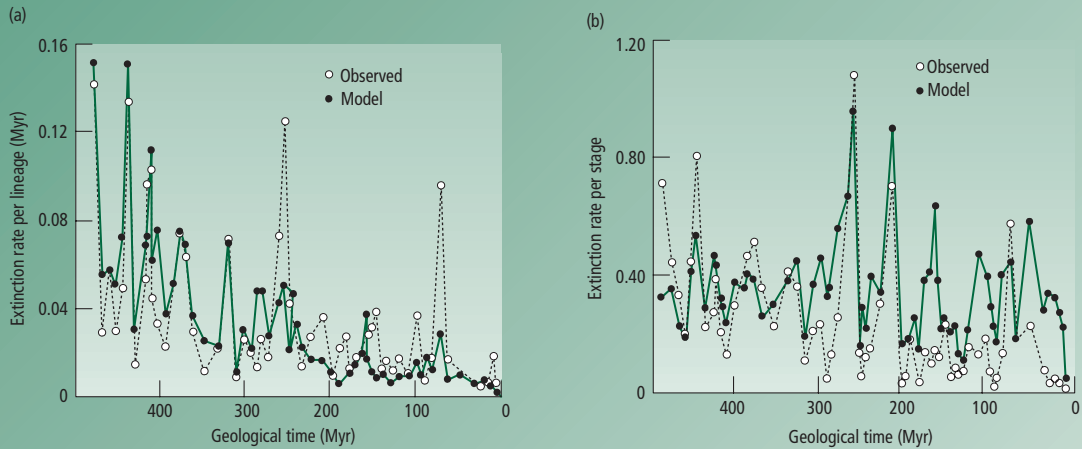 (a)
0.16
0.12
0.08
0.04
0
Extinction rate per lineage (Myr)
Observed
Model
400
300
200
100
0
Geological time (Myr)
(b)
1.20
0.80
0.40
0
Extinction rate per stage
Observed
Model
400
300
200
100
0
Geological time (Myr)